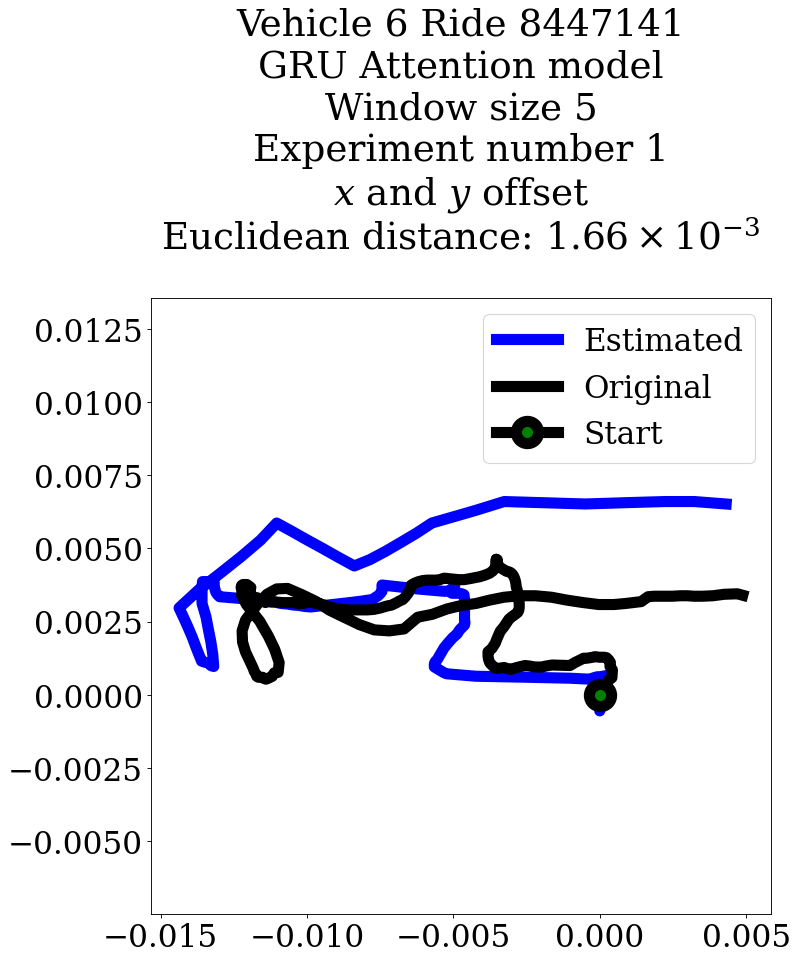 Vehicle 6 Ride 8447141
GRU Attention model
Window size 5
Experiment number 1
x and y offset
Euclidean distance: 1.66 × 10⁻³
Estimated
Original
Start
0.0125
0.0100
0.0075
0.0050
0.0025
0.0000
−0.0025
−0.0050
−0.015 −0.010 −0.005 0.000 0.005